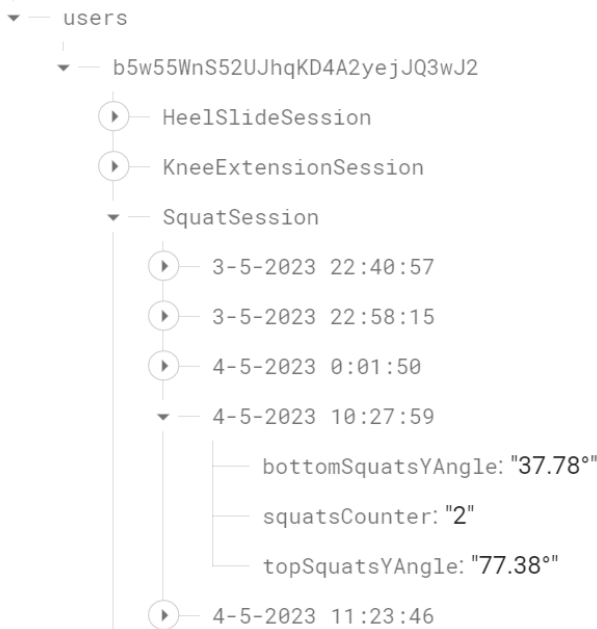 users
b5w55WnS52UJhqKD4A2yejJQ3wJ2
HeelSlideSession
KneeExtensionSession
SquatSession
3-5-2023 22:40:57
3-5-2023 22:58:15
4-5-2023 0:01:50
4-5-2023 10:27:59
bottomSquatsYAngle: "37.78°"
squatsCounter: "2"
topSquatsYAngle: "77.38°"
4-5-2023 11:23:46